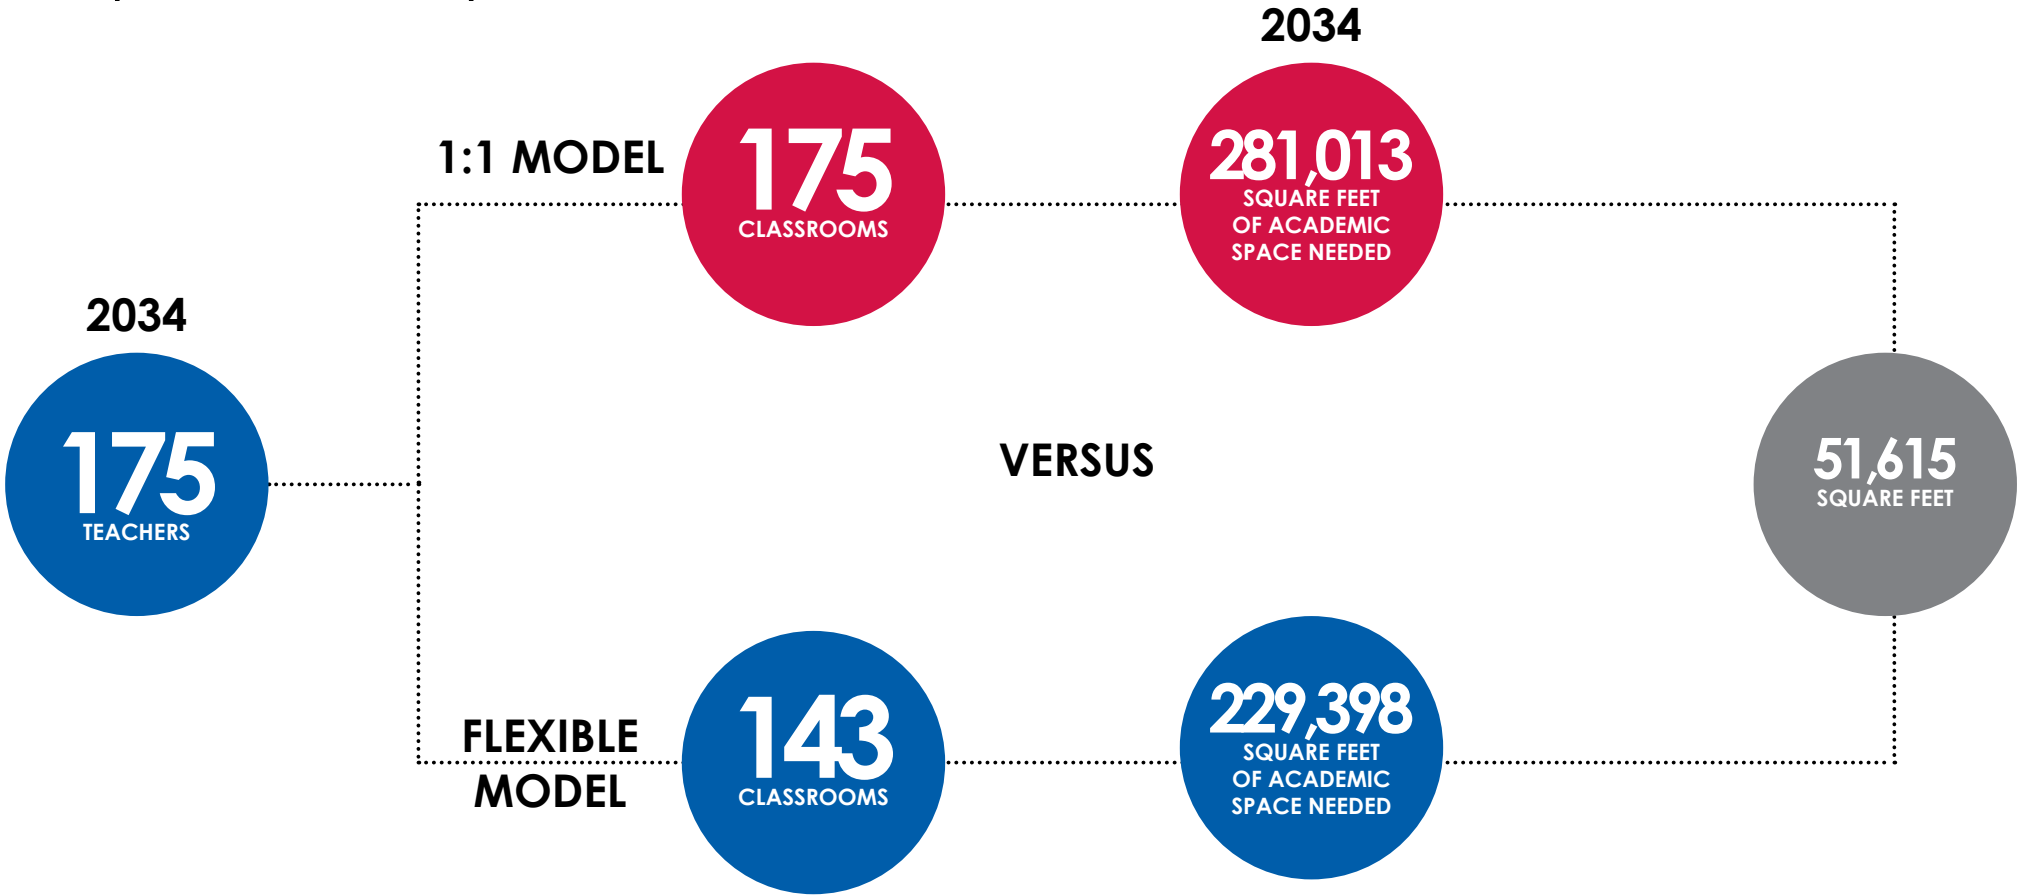 2034
1:1 MODEL
175
CLASSROOMS
281,013
SQUARE FEET
OF ACADEMIC
SPACE NEEDED
2034
175
TEACHERS
VERSUS
51,615
SQUARE FEET
FLEXIBLE
MODEL
143
CLASSROOMS
229,398
SQUARE FEET
OF ACADEMIC
SPACE NEEDED